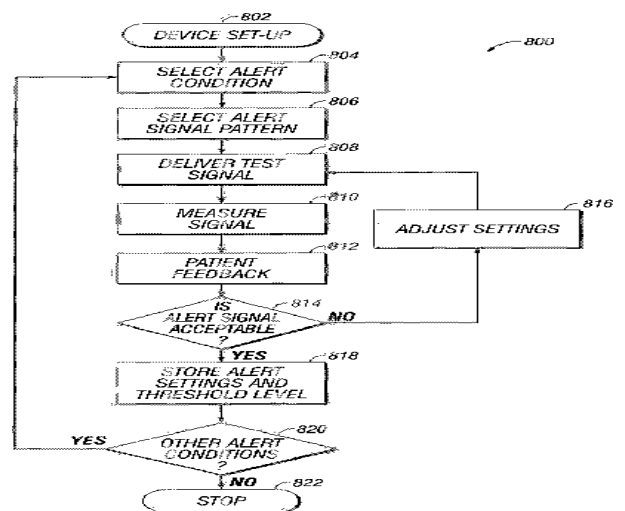 802
DEVICE SET-UP
800
804
SELECT ALERT
CONDITION
806
SELECT ALERT
SIGNAL PATTERN
808
DELIVER TEST
SIGNAL
810
MEASURE
SIGNAL
816
ADJUST SETTINGS
812
PATIENT
FEEDBACK
814
IS
ALERT SIGNAL
ACCEPTABLE
?
NO
YES
818
STORE ALERT
SETTINGS AND
THRESHOLD LEVEL
820
YES
OTHER ALERT
CONDITIONS
?
NO
822
STOP